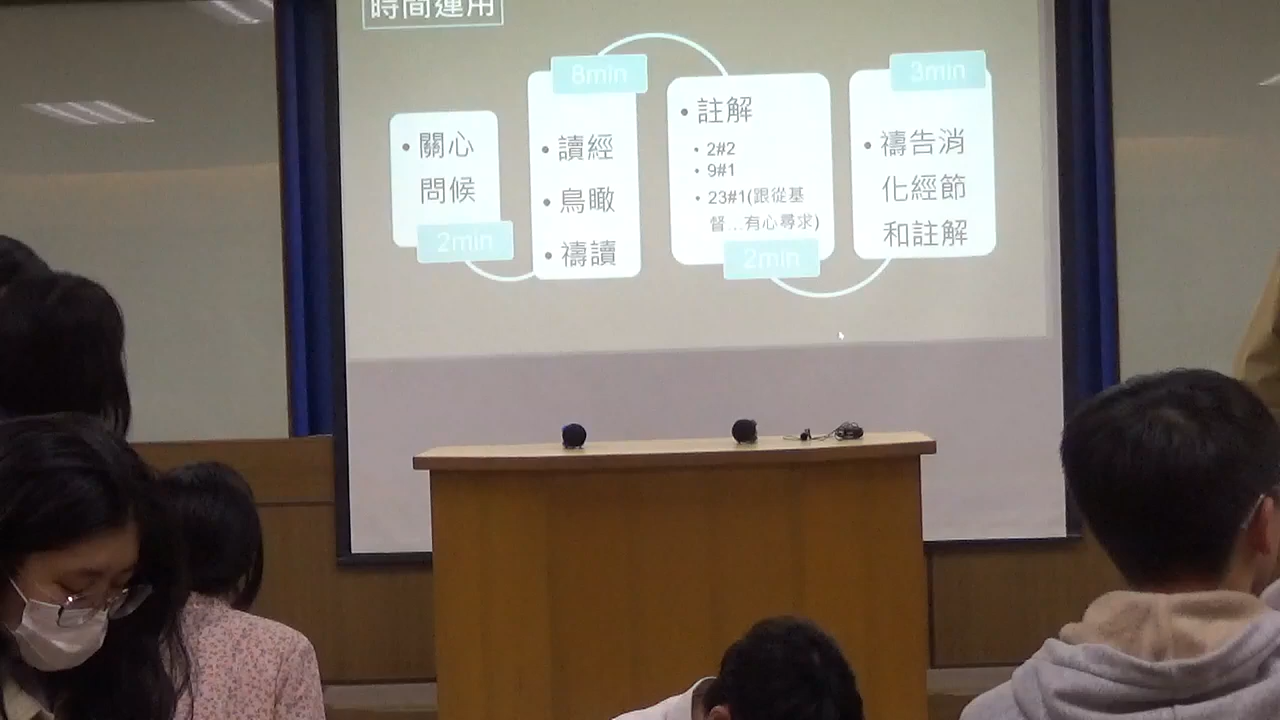 時間運用
2min
• 關心
問候
8min
• 讀經
• 鳥瞰
• 禱讀
• 註解
• 2#2
• 9#1
• 23#1(跟從基
督…有心尋求)
2min
3min
• 禱告消
化經節
和註解